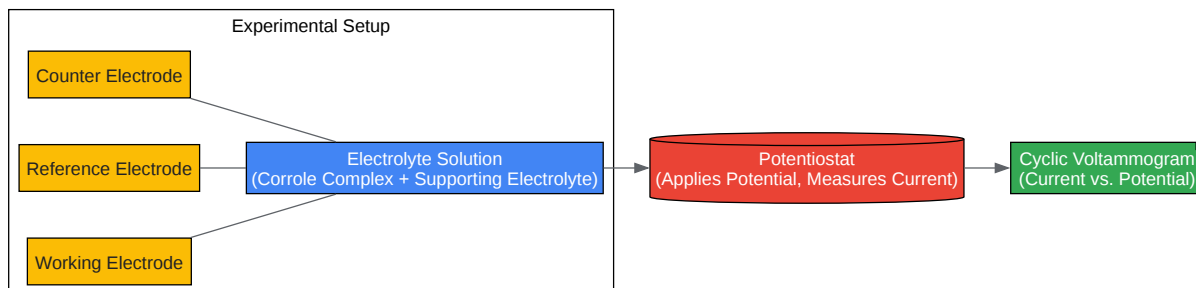 Experimental Setup
Counter Electrode
Reference Electrode
Working Electrode
Electrolyte Solution
(Corrole Complex + Supporting Electrolyte)
Potentiostat
(Applies Potential, Measures Current)
Cyclic Voltammogram
(Current vs. Potential)